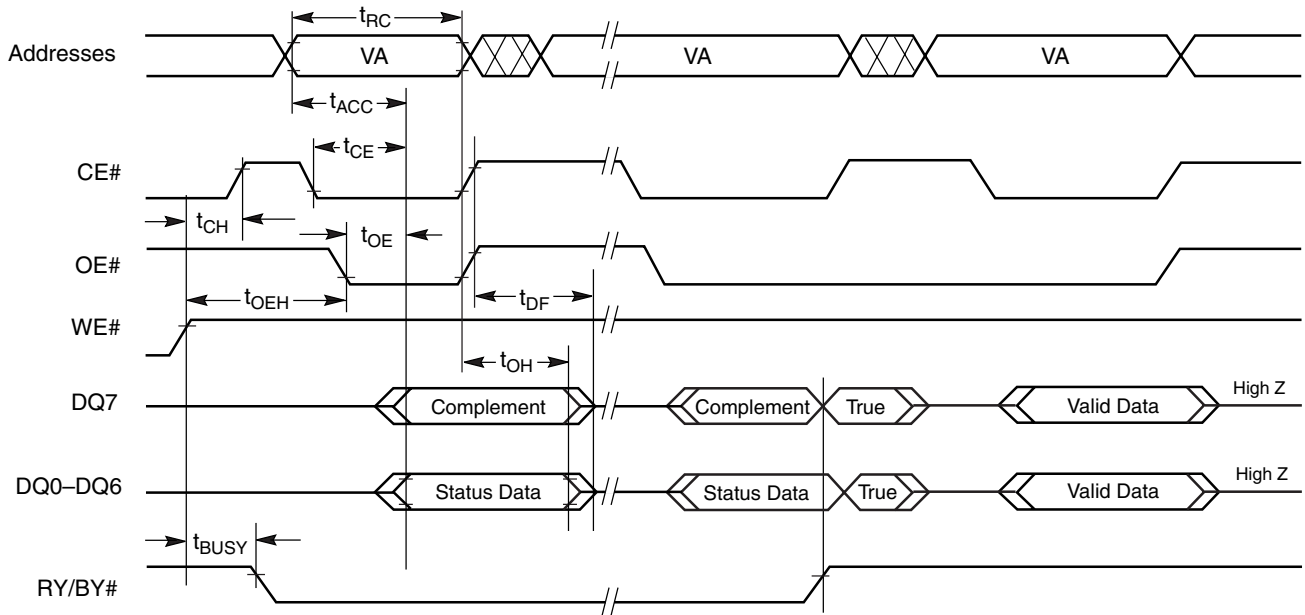 tRC
Addresses VA VA VA
tACC
tCE
CE#
tCH tOE
OE#
tOEH tDF
WE#
tOH
DQ7 Complement Complement True Valid Data High Z
DQ0–DQ6 Status Data Status Data True Valid Data High Z
tBUSY
RY/BY#